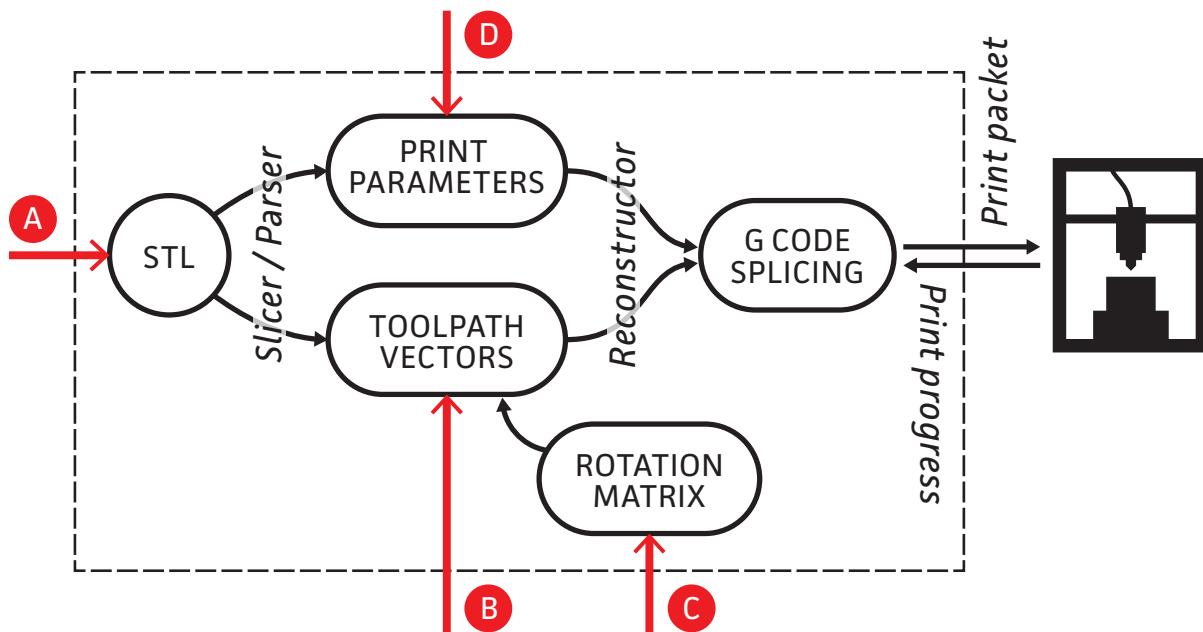 D
A
STL
Slicer / Parser
PRINT
PARAMETERS
TOOLPATH
VECTORS
Reconstructor
ROTATION
MATRIX
G CODE
SPLICING
Print packet
Print progress
B
C